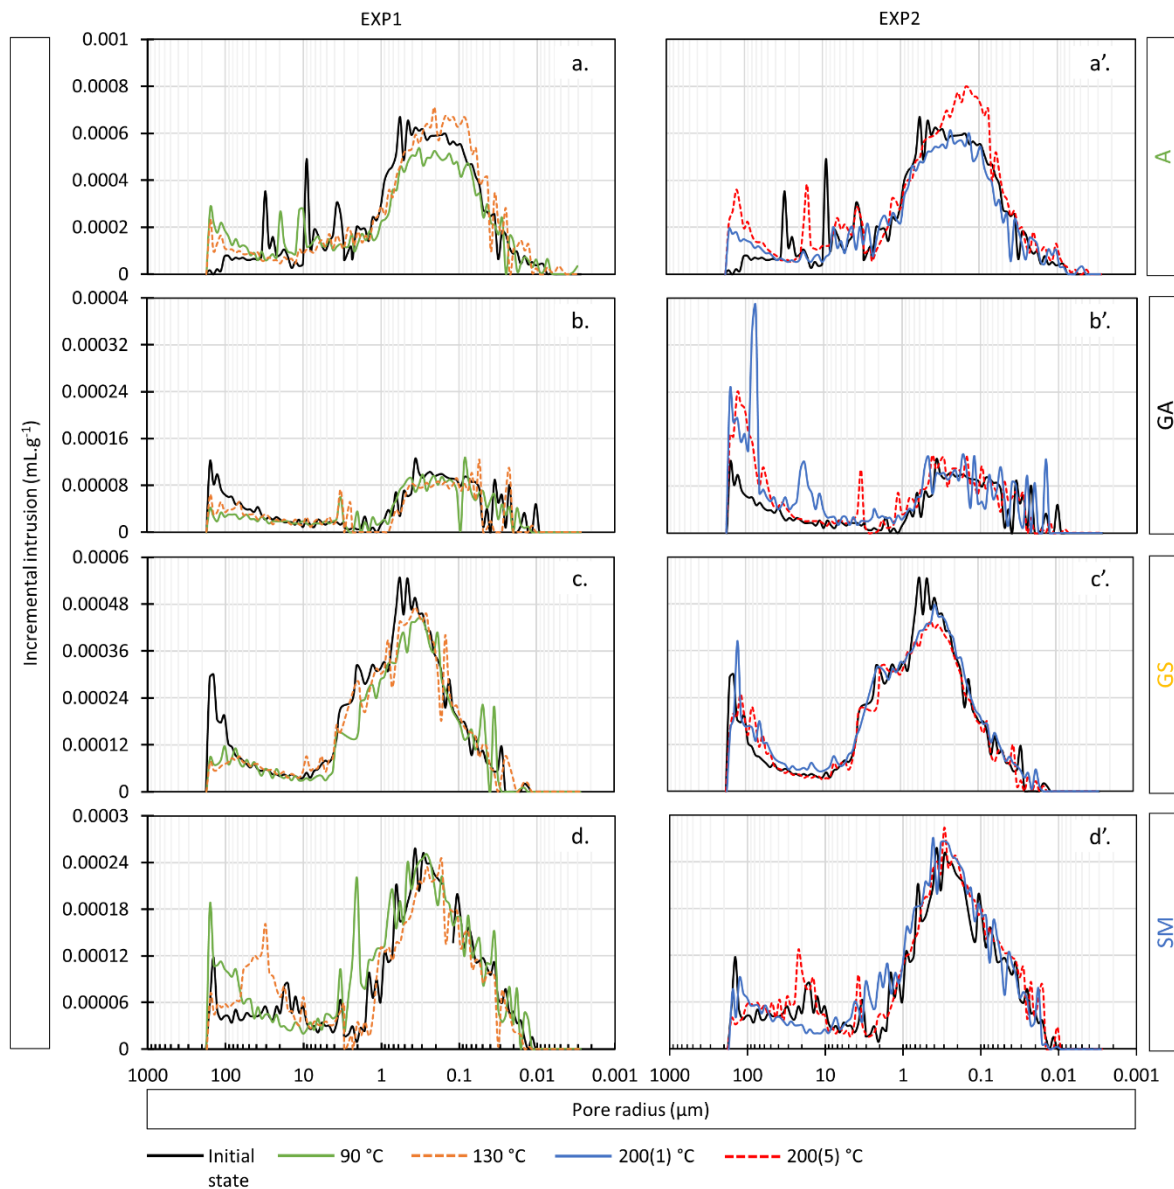 EXP1
EXP2
0.001
0.0008
0.0006
0.0004
0.0002
0
a.
a’.
A
0.0004
0.00032
0.00024
0.00016
0.00008
0
b.
b’.
GA
Incremental intrusion (mL.g⁻¹)
0.0006
0.00048
0.00036
0.00024
0.00012
0
c.
c’.
GS
0.0003
0.00024
0.00018
0.00012
0.00006
0
d.
d’.
SM
1000 100 10 1 0.1 0.01 0.001
1000 100 10 1 0.1 0.01 0.001
Pore radius (µm)
Initial state
90 °C
130 °C
200(1) °C
200(5) °C